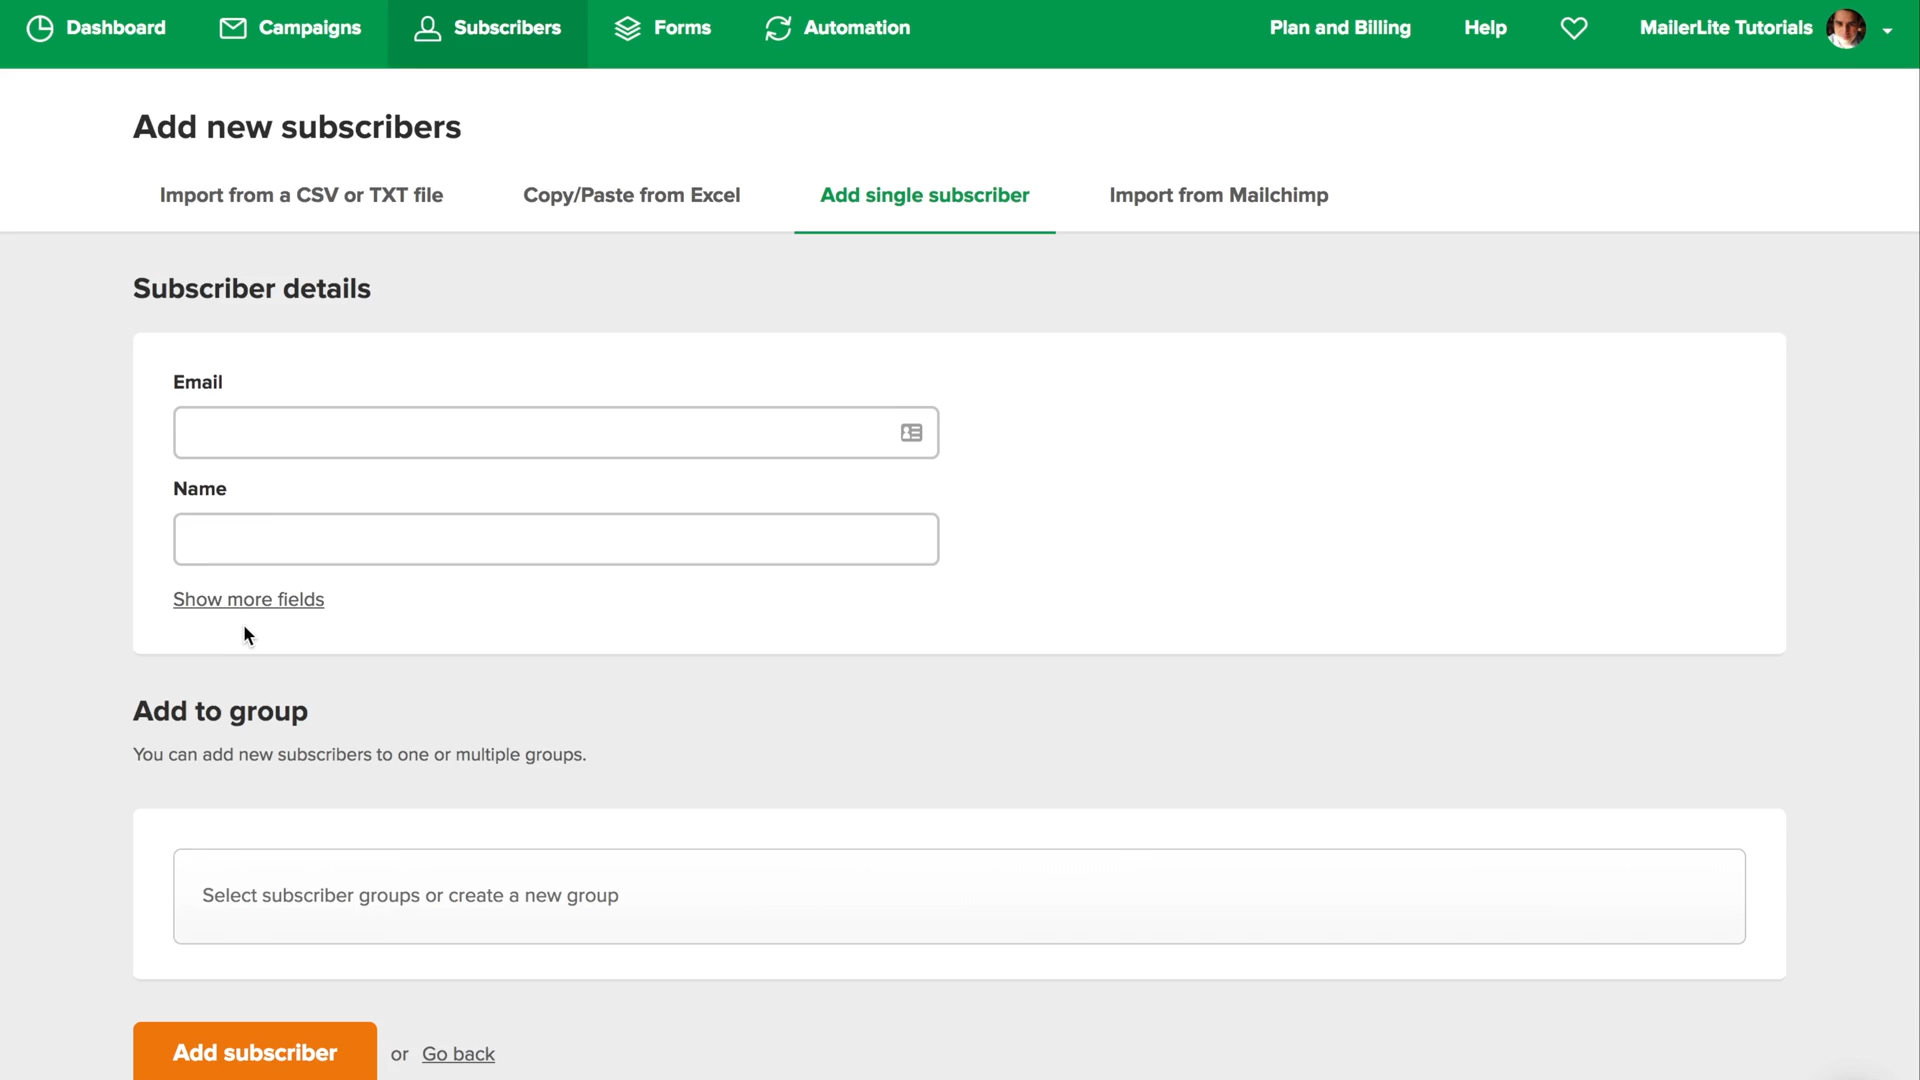 Dashboard Campaigns Subscribers Forms Automation Plan and Billing Help MailerLite Tutorials
Add new subscribers
Import from a CSV or TXT file Copy/Paste from Excel Add single subscriber Import from Mailchimp
Subscriber details
Email
Name
Show more fields
Add to group
You can add new subscribers to one or multiple groups.
Select subscriber groups or create a new group
Add subscriber or Go back